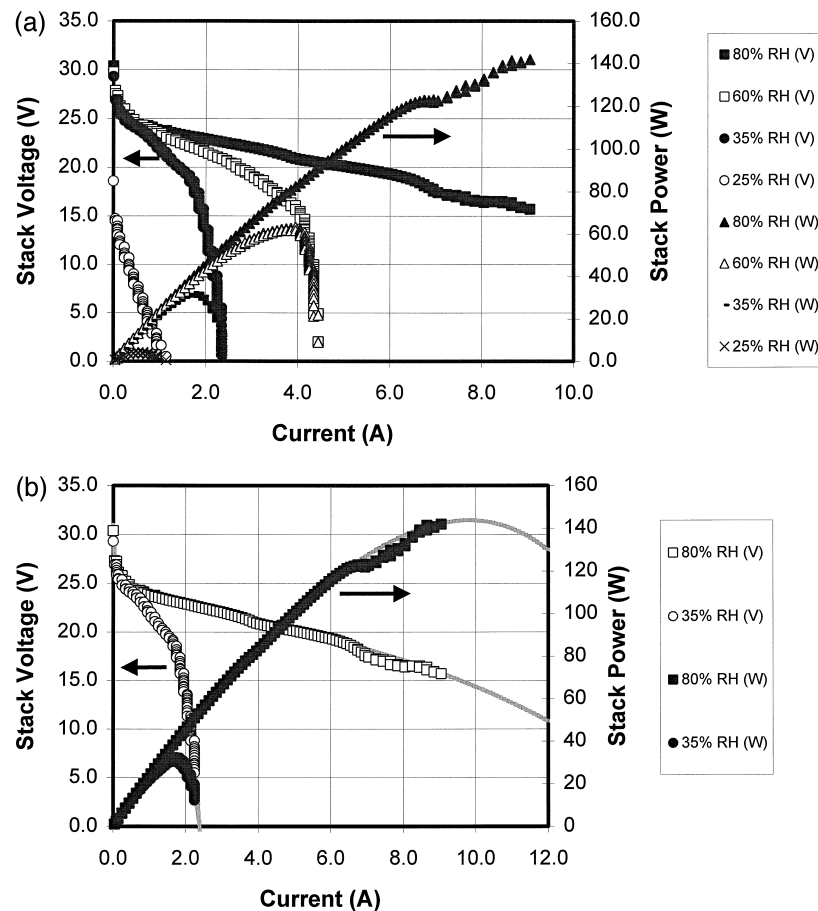 (a)
35.0
30.0
25.0
20.0
15.0
10.0
5.0
0.0
Stack Voltage (V)
160.0
140.0
120.0
100.0
80.0
60.0
40.0
20.0
0.0
Stack Power (W)
0.0 2.0 4.0 6.0 8.0 10.0
Current (A)
80% RH (V)
60% RH (V)
35% RH (V)
25% RH (V)
80% RH (W)
60% RH (W)
35% RH (W)
25% RH (W)
(b)
35.0
30.0
25.0
20.0
15.0
10.0
5.0
0.0
Stack Voltage (V)
160
140
120
100
80
60
40
20
0
Stack Power (W)
0.0 2.0 4.0 6.0 8.0 10.0 12.0
Current (A)
80% RH (V)
35% RH (V)
80% RH (W)
35% RH (W)